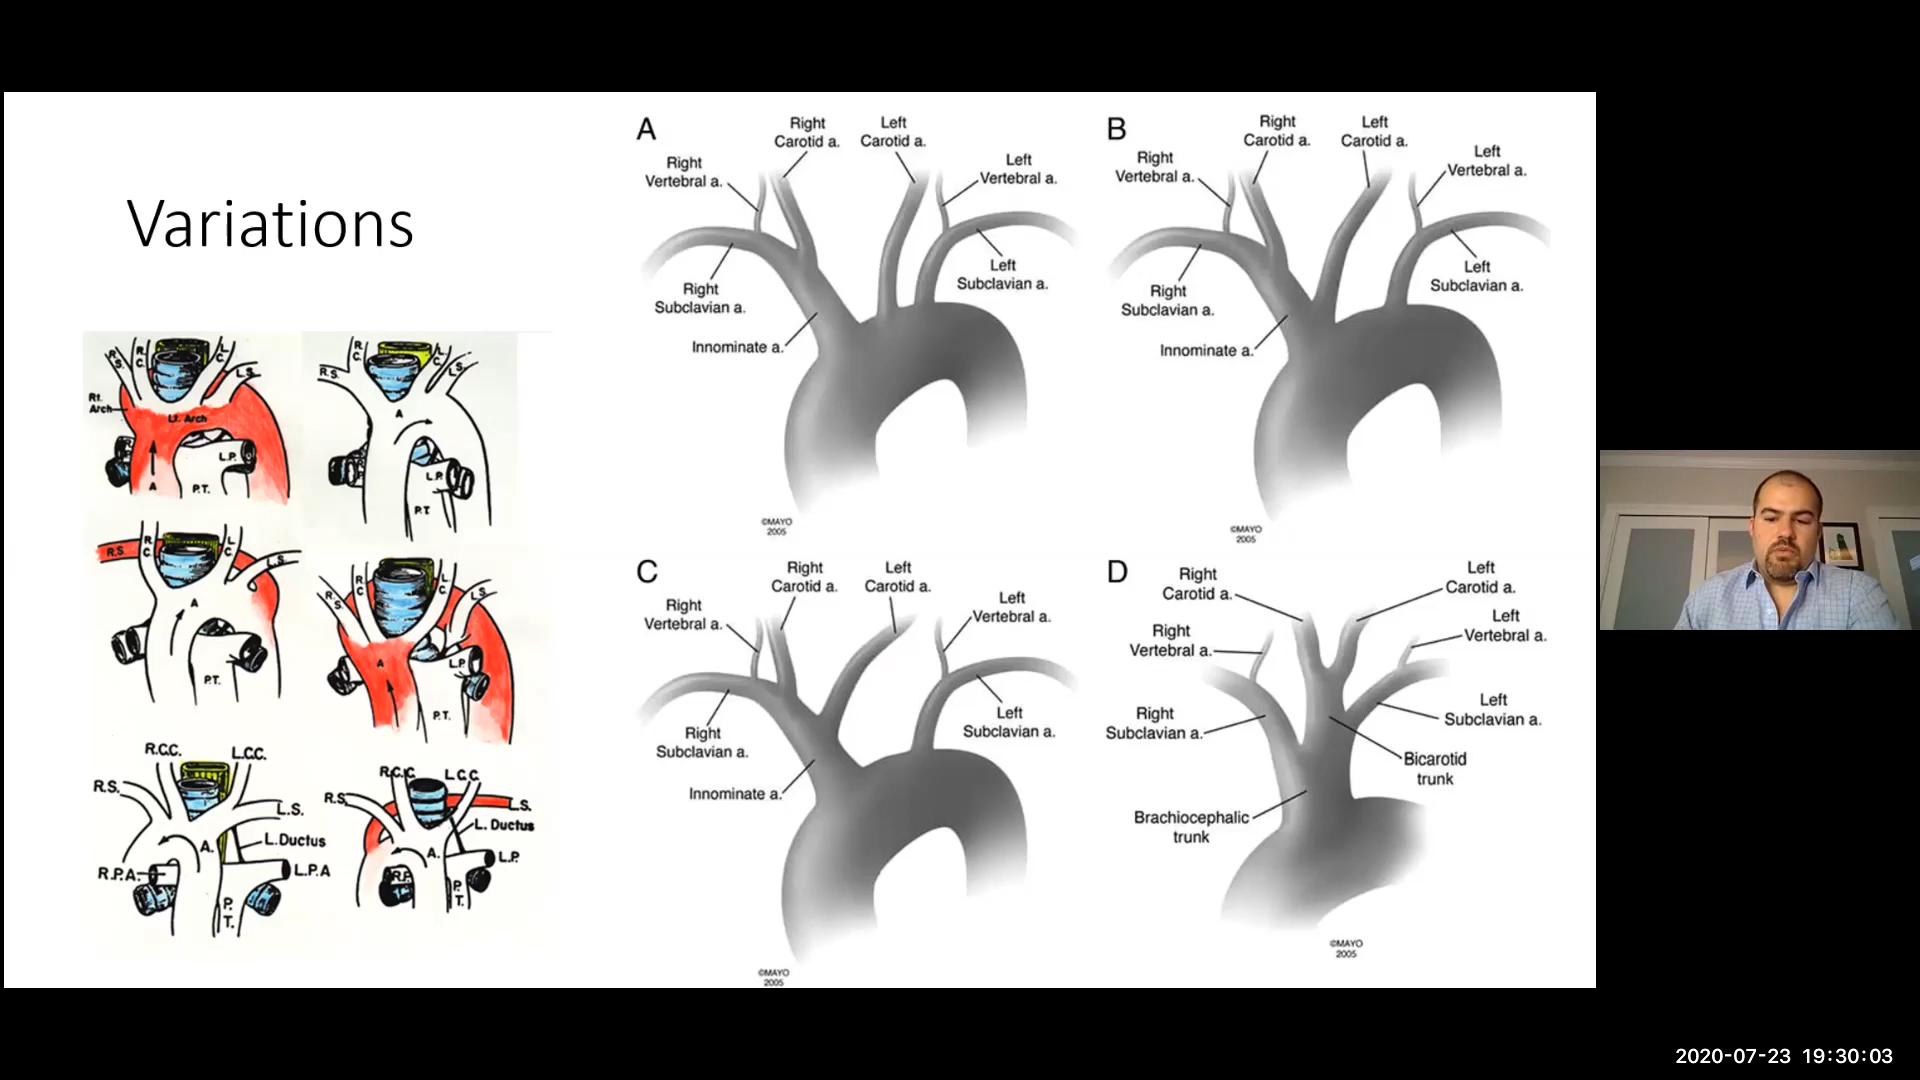 Variations
A
Right
Carotid a.
Left
Carotid a.
Right
Vertebral a.
Left
Vertebral a.
Left
Subclavian a.
Right
Subclavian a.
Innominate a.
©MAYO
2005
B
Right
Carotid a.
Left
Carotid a.
Right
Vertebral a.
Left
Vertebral a.
Left
Subclavian a.
Right
Subclavian a.
Innominate a.
©MAYO
2005
C
Right
Carotid a.
Left
Carotid a.
Right
Vertebral a.
Left
Vertebral a.
Left
Subclavian a.
Right
Subclavian a.
Innominate a.
©MAYO
2005
D
Right
Carotid a.
Left
Carotid a.
Right
Vertebral a.
Left
Vertebral a.
Right
Subclavian a.
Left
Subclavian a.
Bicarotid
trunk
Brachiocephalic
trunk
©MAYO
2005
R.
S.
R.
C.
L.
C.
L.S.
Rt.
Arch
Lt. Arch
L.P.
A
P.T.
R.
C.
L.
C.
R.S.
L.S.
A
L.P.
P.T
R.S
R.
C.
L
C.
L.S.
A
P.T.
R.
S.
R
C.
L
C.
L.S.
A
L.P.
P.T.
R.C.C.
L.C.C.
R.S.
L.S.
A.
L.Ductus
R.P.A.
L.P.A
P.
T.
R.C.C.
L.C.C.
R.S.
L.S.
L. Ductus
A.
L.P.
R.P.
P.
T.
2020-07-23 19:30:03